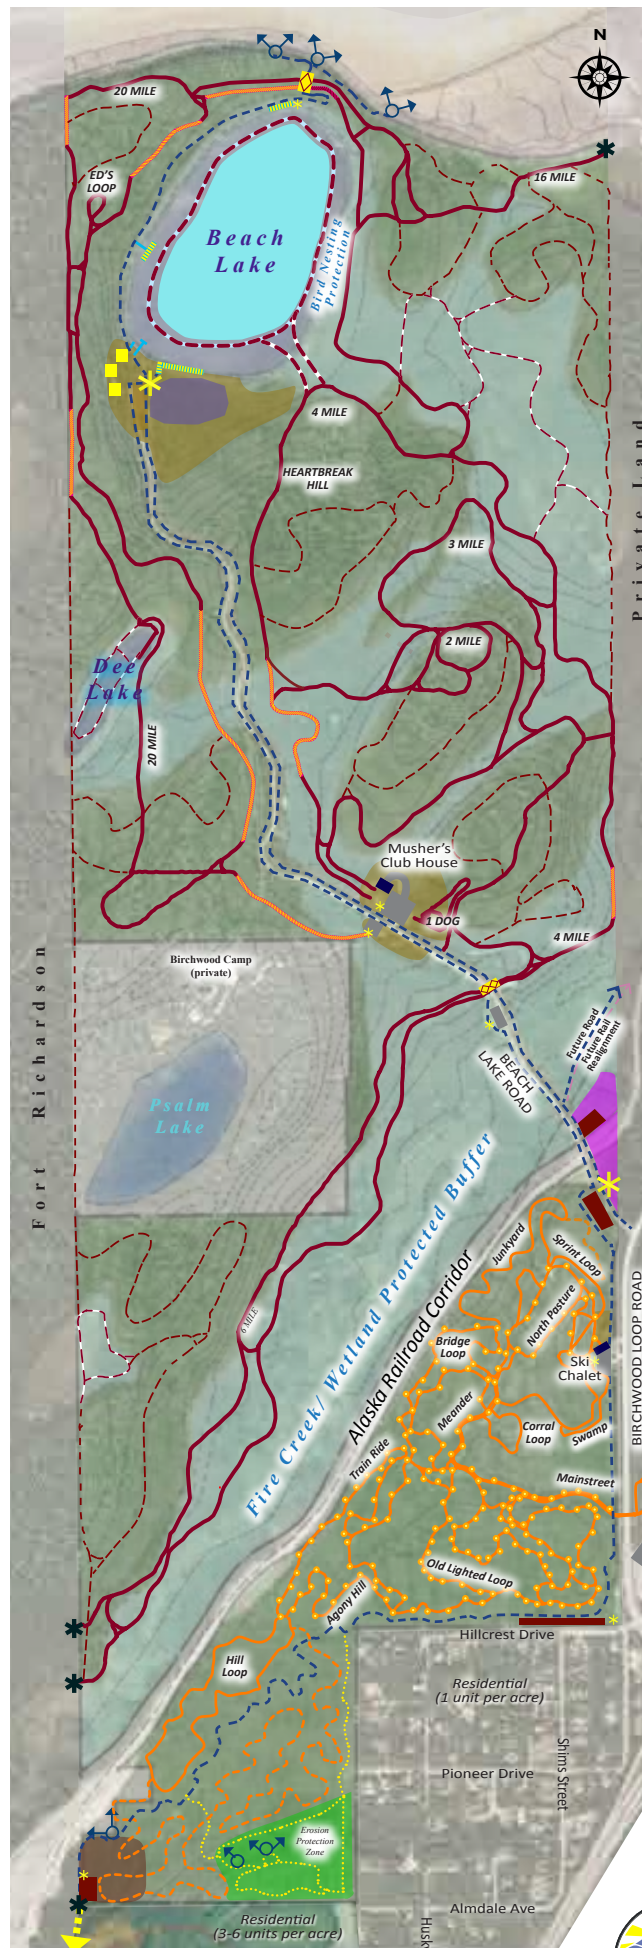 N
20 MILE
ED'S
LOOP
16 MILE
Beach
Lake
Bird Nesting
Protection
4 MILE
HEARTBREAK
HILL
Private Land
3 MILE
2 MILE
Dee
Lake
20 MILE
Musher's
Club House
1 DOG
4 MILE
Fort Richardson
Birchwood Camp
(private)
Future Road
Future Rail
Realignment
BEACH
LAKE ROAD
Psalm
Lake
Fire Creek/ Wetland Protected Buffer
Alaska Railroad Corridor
Junkyard
Sprint Loop
North Pasture
BIRCHWOOD LOOP ROAD
6 MILE
Bridge
Loop
Ski
Chalet
Meander
Corral
Loop
Swamp
Train Ride
Mainstreet
Old Lighted Loop
Agony Hill
Hillcrest Drive
Hill
Loop
Residential
(1 unit per acre)
Shims Street
Pioneer Drive
Erosion
Protection
Zone
Almdale Ave
Residential
(3-6 units per acre)
Husk